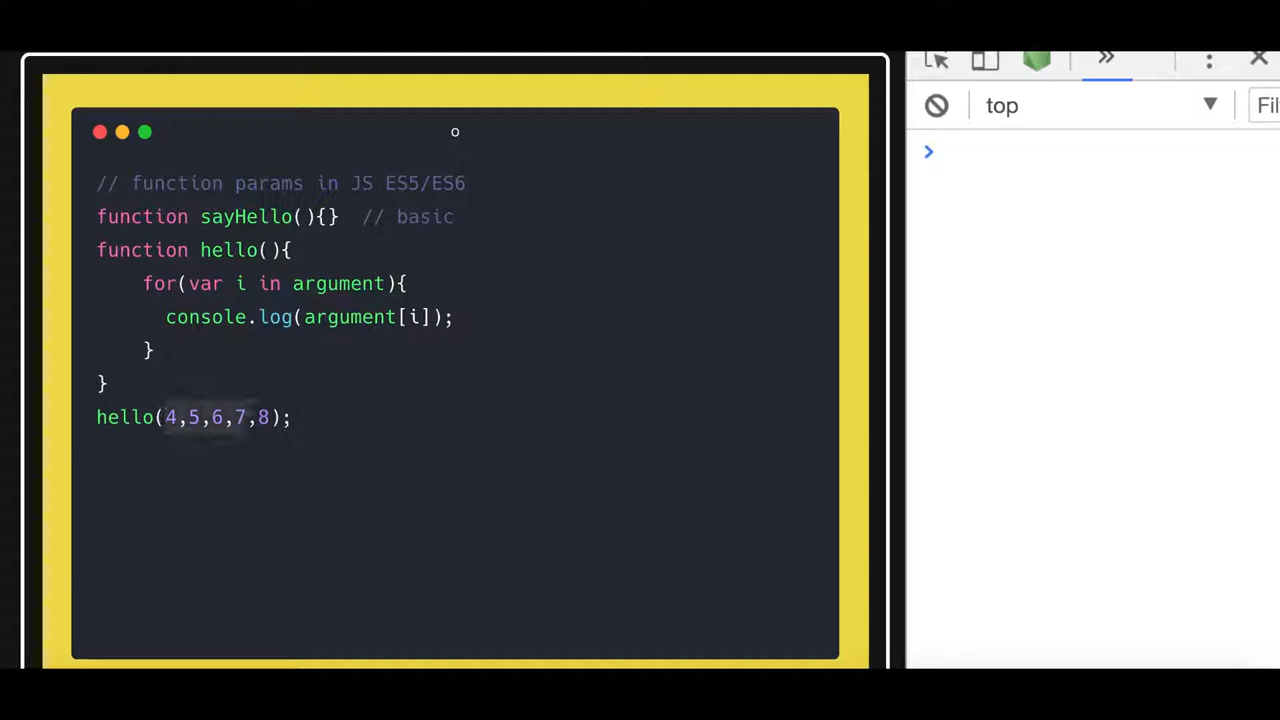 o
// function params in JS ES5/ES6
function sayHello(){}  // basic
function hello(){
    for(var i in argument){
      console.log(argument[i]);
    }
}
hello(4,5,6,7,8);
top
Fil
>